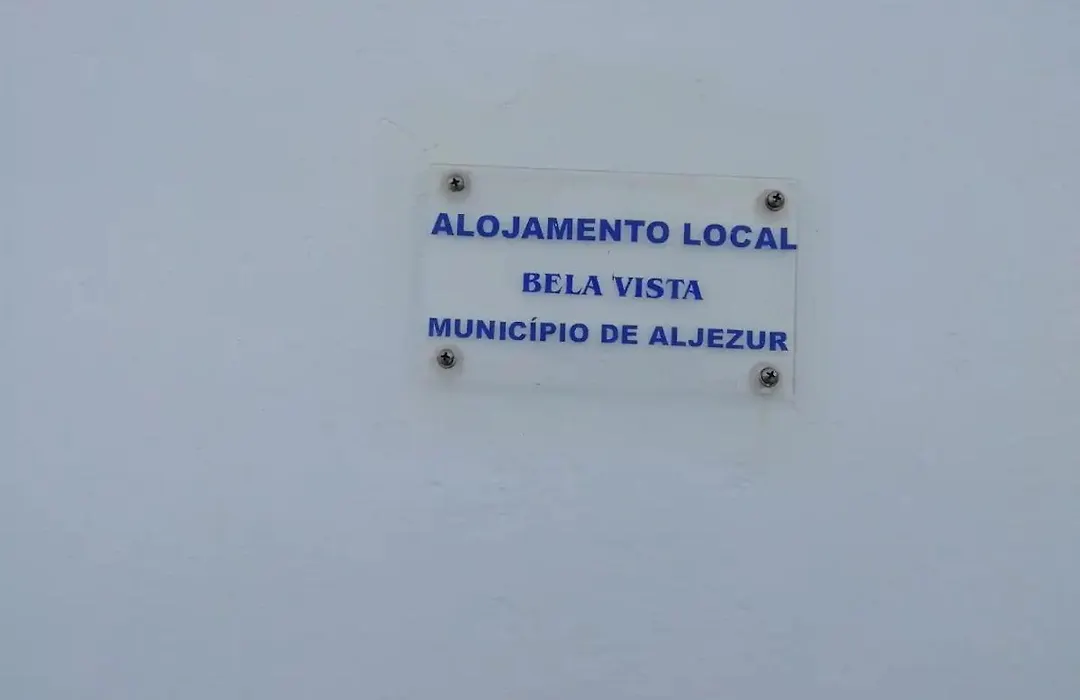 ALOJAMENTO LOCAL
BELA VISTA
MUNICÍPIO DE ALJEZUR